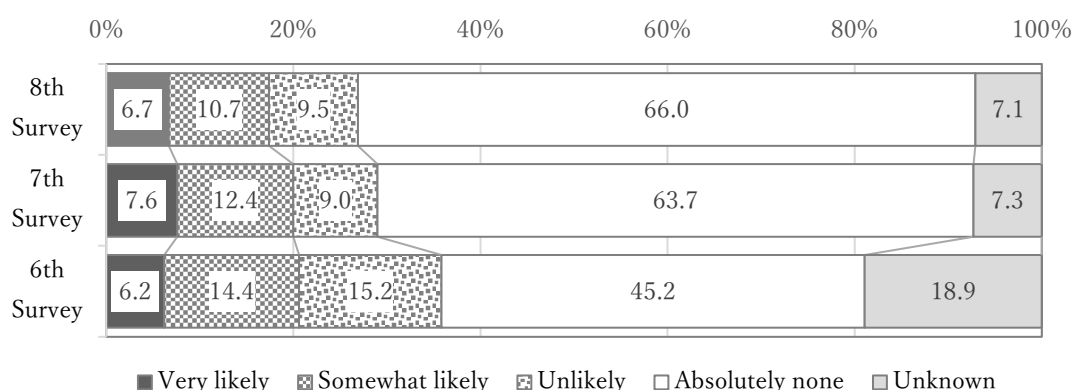 0% 20% 40% 60% 80% 100%
8th
Survey
6.7 10.7 9.5 66.0 7.1
7th
Survey
7.6 12.4 9.0 63.7 7.3
6th
Survey
6.2 14.4 15.2 45.2 18.9
Very likely Somewhat likely Unlikely Absolutely none Unknown